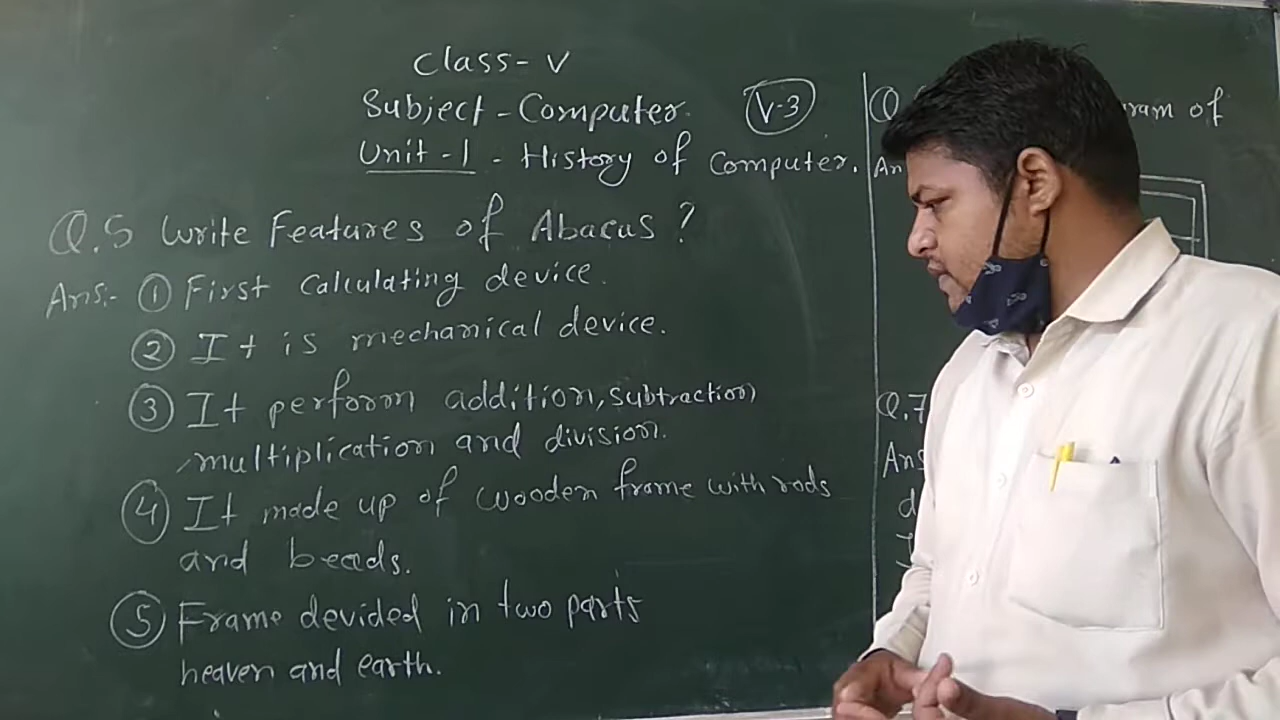 Class - V
Subject - Computer.
V-3
Unit - 1 - History of Computer.
Q.5 Write Features of Abacus ?
Ans:- ① First Calculating device.
② It is mechanical device.
③ It perform addition, subtraction
multiplication and division.
④ It made up of wooden frame with rods
and beads.
⑤ Frame devided in two parts
heaven and earth.
Q. of
Q.7
Ans